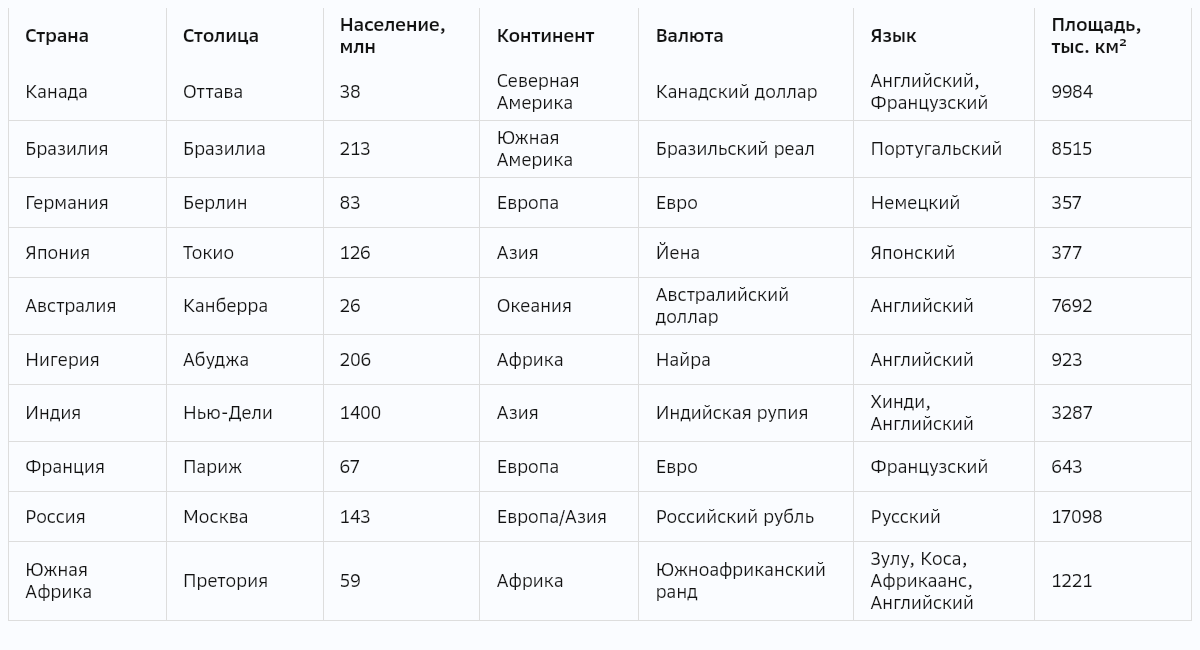 Страна Столица Население, млн Континент Валюта Язык Площадь, тыс. км²
Канада Оттава 38 Северная Америка Канадский доллар Английский, Французский 9984
Бразилия Бразилиа 213 Южная Америка Бразильский реал Португальский 8515
Германия Берлин 83 Европа Евро Немецкий 357
Япония Токио 126 Азия Йена Японский 377
Австралия Канберра 26 Океания Австралийский доллар Английский 7692
Нигерия Абуджа 206 Африка Найра Английский 923
Индия Нью-Дели 1400 Азия Индийская рупия Хинди, Английский 3287
Франция Париж 67 Европа Евро Французский 643
Россия Москва 143 Европа/Азия Российский рубль Русский 17098
Южная Африка Претория 59 Африка Южноафриканский ранд Зулу, Коса, Африкаанс, Английский 1221